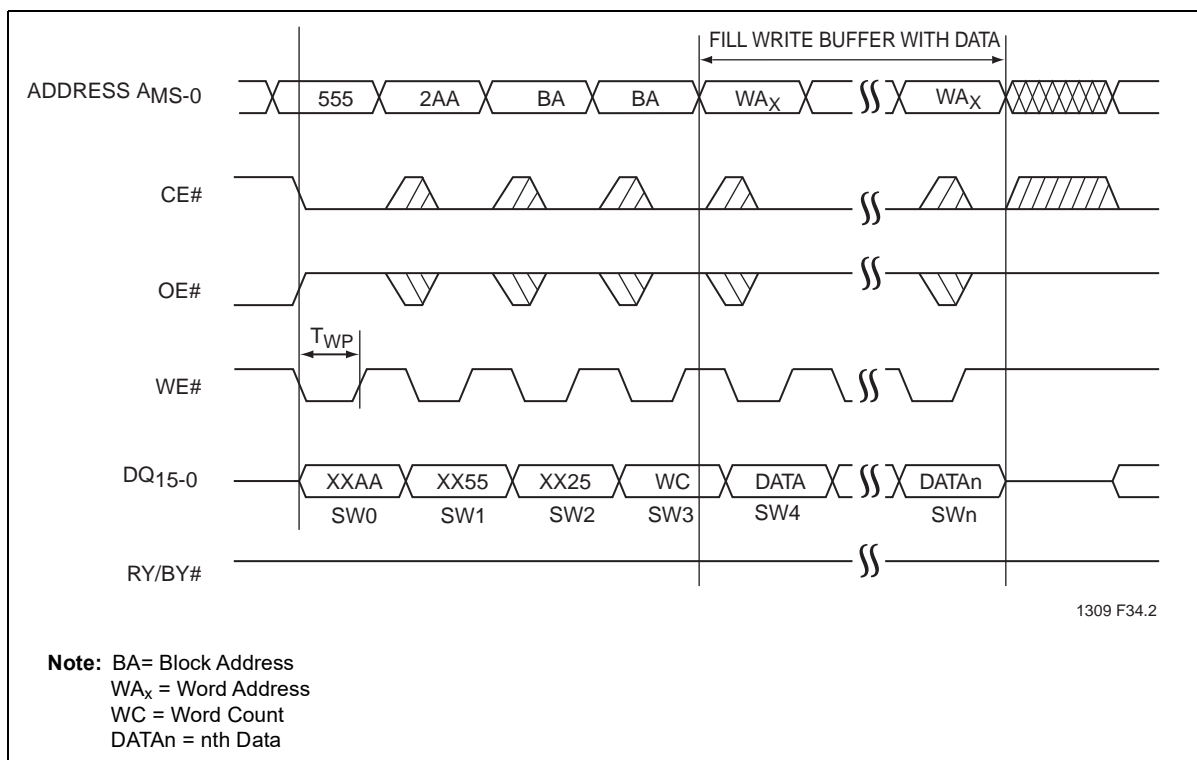 FILL WRITE BUFFER WITH DATA
ADDRESS AMS-0
555 2AA BA BA WAX WAX
CE#
OE#
TWP
WE#
DQ15-0
XXAA XX55 XX25 WC DATA DATAn
SW0 SW1 SW2 SW3 SW4 SWn
RY/BY#
1309 F34.2
Note: BA= Block Address
WAx = Word Address
WC = Word Count
DATAn = nth Data